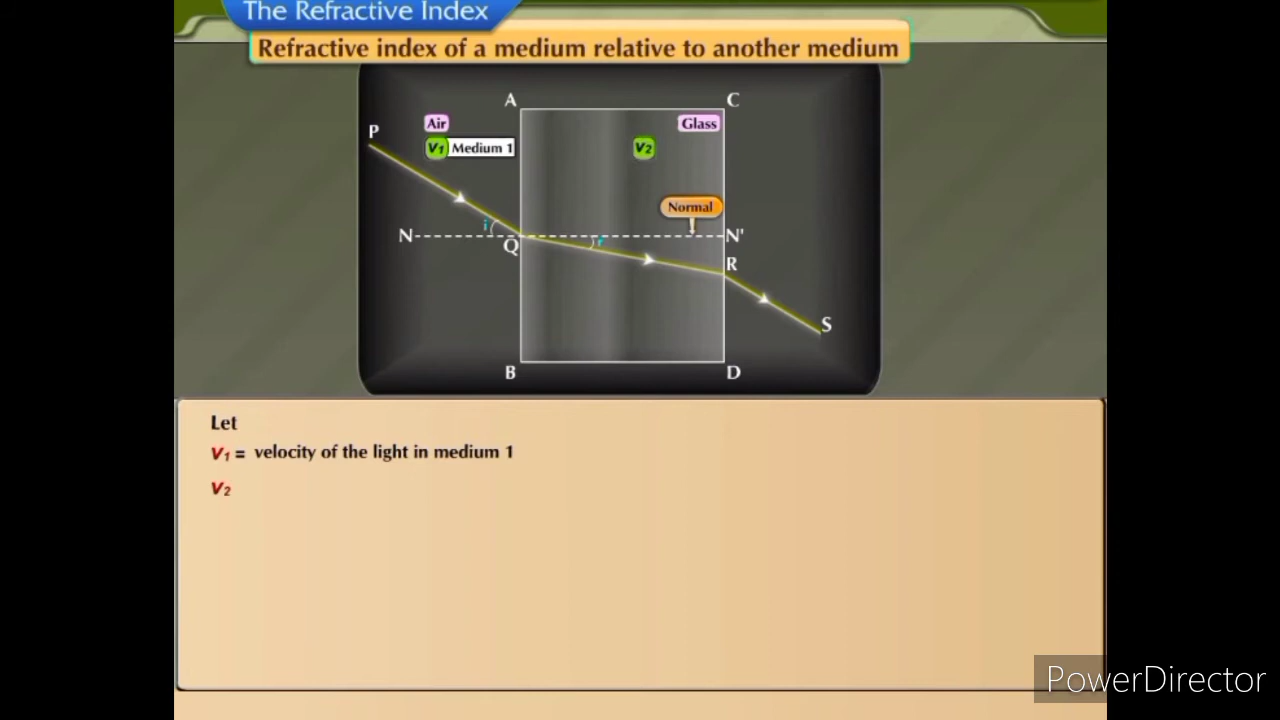 The Refractive Index
Refractive index of a medium relative to another medium
A
C
P
Air
Glass
V1 Medium 1
V2
Normal
i
N
Q
r
N'
R
S
B
D
Let
V1 = velocity of the light in medium 1
V2
PowerDirector